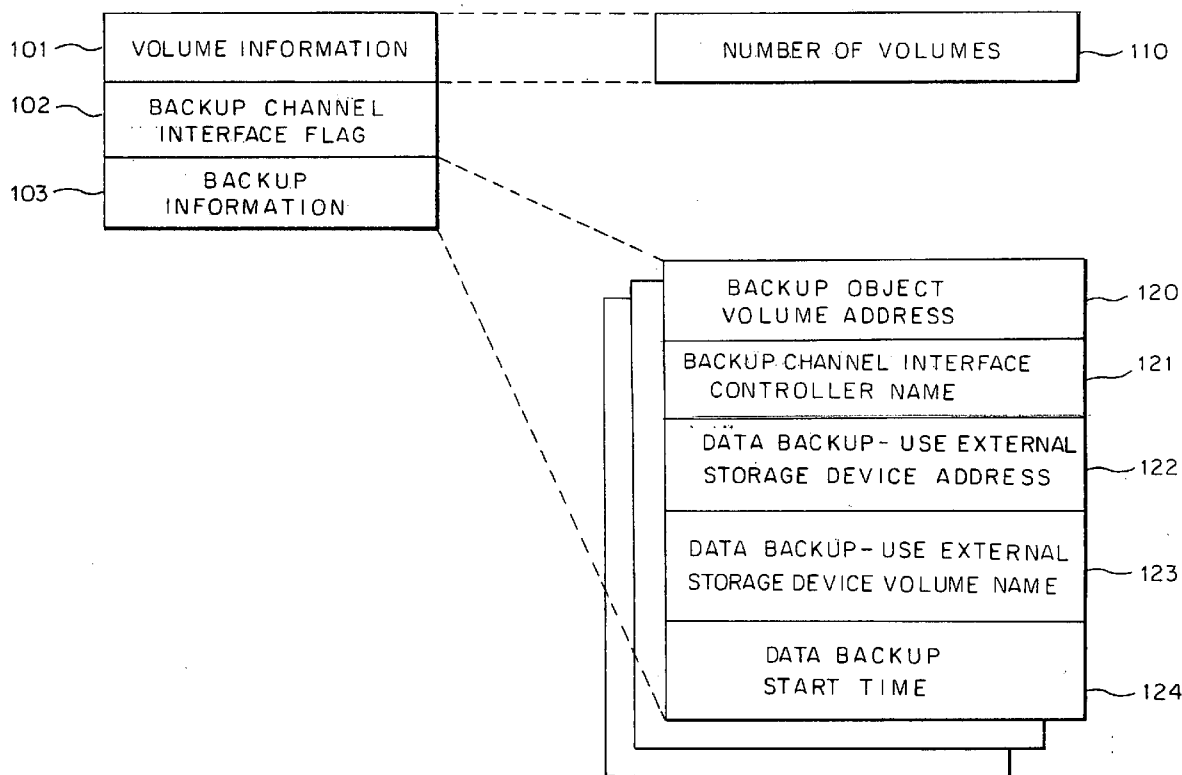 101
VOLUME INFORMATION
NUMBER OF VOLUMES
110
102
BACKUP CHANNEL
INTERFACE FLAG
103
BACKUP
INFORMATION
BACKUP OBJECT
VOLUME ADDRESS
120
BACKUP CHANNEL INTERFACE
CONTROLLER NAME
121
DATA BACKUP-USE EXTERNAL
STORAGE DEVICE ADDRESS
122
DATA BACKUP-USE EXTERNAL
STORAGE DEVICE VOLUME NAME
123
DATA BACKUP
START TIME
124